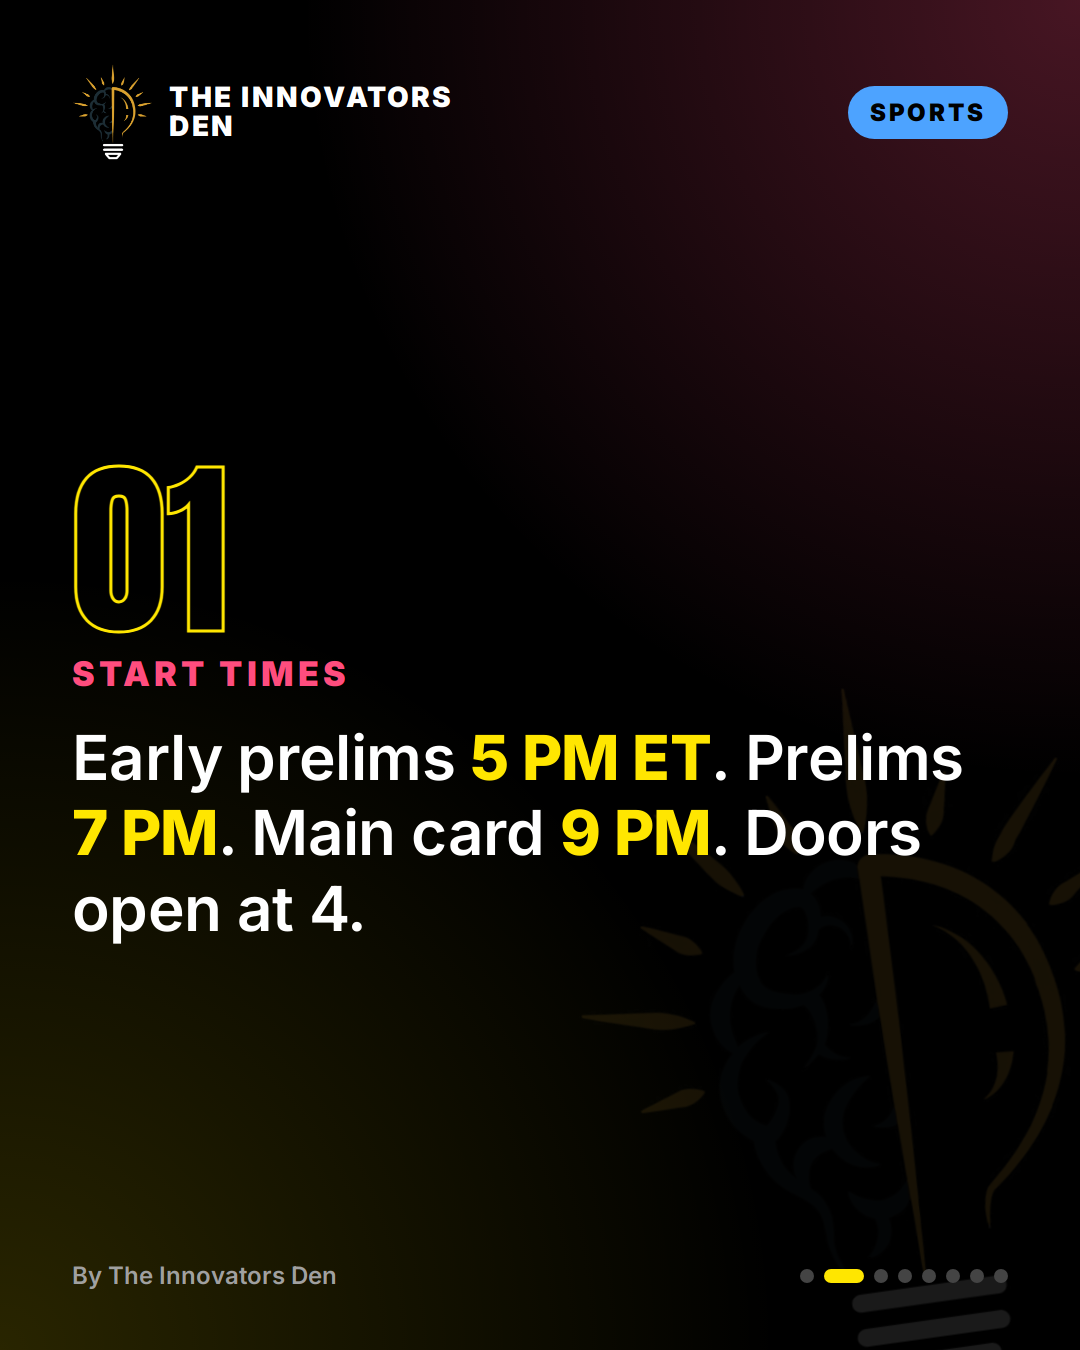 THE INNOVATORS
DEN
SPORTS
01
START TIMES
Early prelims 5 PM ET. Prelims
7 PM. Main card 9 PM. Doors
open at 4.
By The Innovators Den